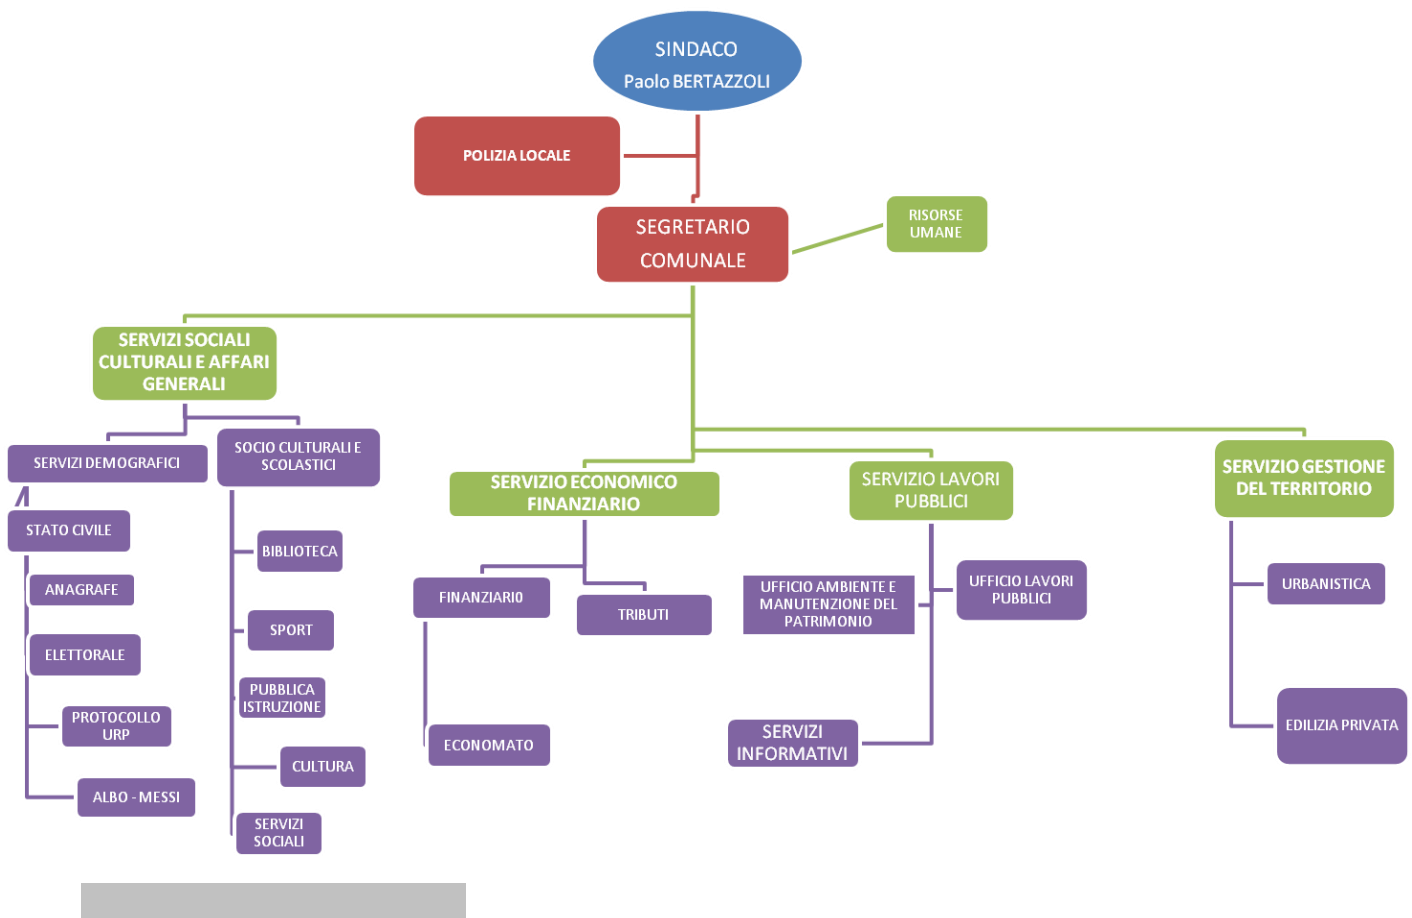 SINDACO
Paolo BERTAZZOLI
POLIZIA LOCALE
SEGRETARIO
COMUNALE
RISORSE
UMANE
SERVIZI SOCIALI
CULTURALI E AFFARI
GENERALI
SERVIZI DEMOGRAFICI
SOCIO CULTURALI E
SCOLASTICI
STATO CIVILE
ANAGRAFE
ELETTORALE
PROTOCOLLO
URP
ALBO - MESSI
BIBLIOTECA
SPORT
PUBBLICA
ISTRUZIONE
CULTURA
SERVIZI
SOCIALI
SERVIZIO ECONOMICO
FINANZIARIO
FINANZIARI0
TRIBUTI
ECONOMATO
SERVIZIO LAVORI
PUBBLICI
UFFICIO AMBIENTE E
MANUTENZIONE DEL
PATRIMONIO
UFFICIO LAVORI
PUBBLICI
SERVIZI
INFORMATIVI
SERVIZIO GESTIONE
DEL TERRITORIO
URBANISTICA
EDILIZIA PRIVATA